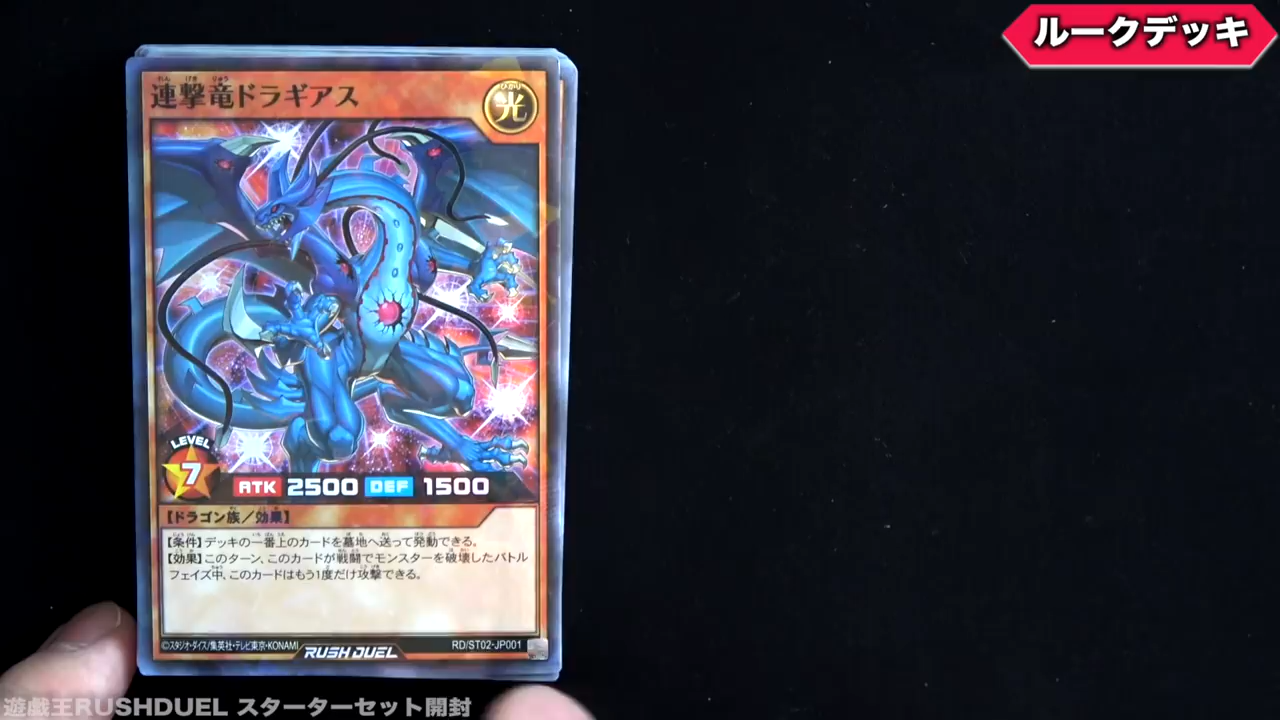 ルークデッキ
連撃竜ドラギアス
ひかり
光
LEVEL
7
ATK 2500 DEF 1500
【ドラゴン族／効果】
【条件】デッキの一番上のカードを墓地へ送って発動できる。
【効果】このターン、このカードが戦闘でモンスターを破壊したバトル
フェイズ中、このカードはもう1度だけ攻撃できる。
©スタジオ・ダイス/集英社・テレビ東京・KONAMI
RUSH DUEL
RD/ST02-JP001
遊戯王RUSHDUEL スターターセット開封